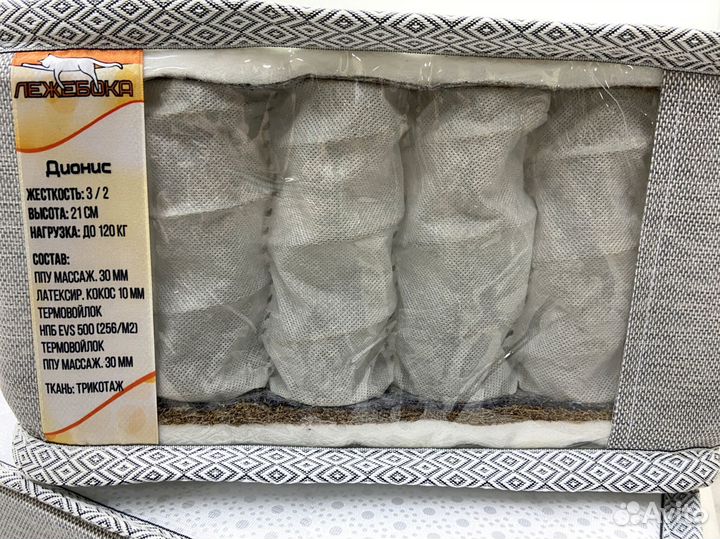 ЛЕЖЕБОКА
Дионис
ЖЕСТКОСТЬ: 3 / 2
ВЫСОТА: 21 СМ
НАГРУЗКА: ДО 120 КГ
СОСТАВ:
ППУ МАССАЖ. 30 ММ
ЛАТЕКСИР. КОКОС 10 ММ
ТЕРМОВОЙЛОК
НПБ EVS 500 (256/М2)
ТЕРМОВОЙЛОК
ППУ МАССАЖ. 30 ММ
ТКАНЬ: ТРИКОТАЖ
Avito